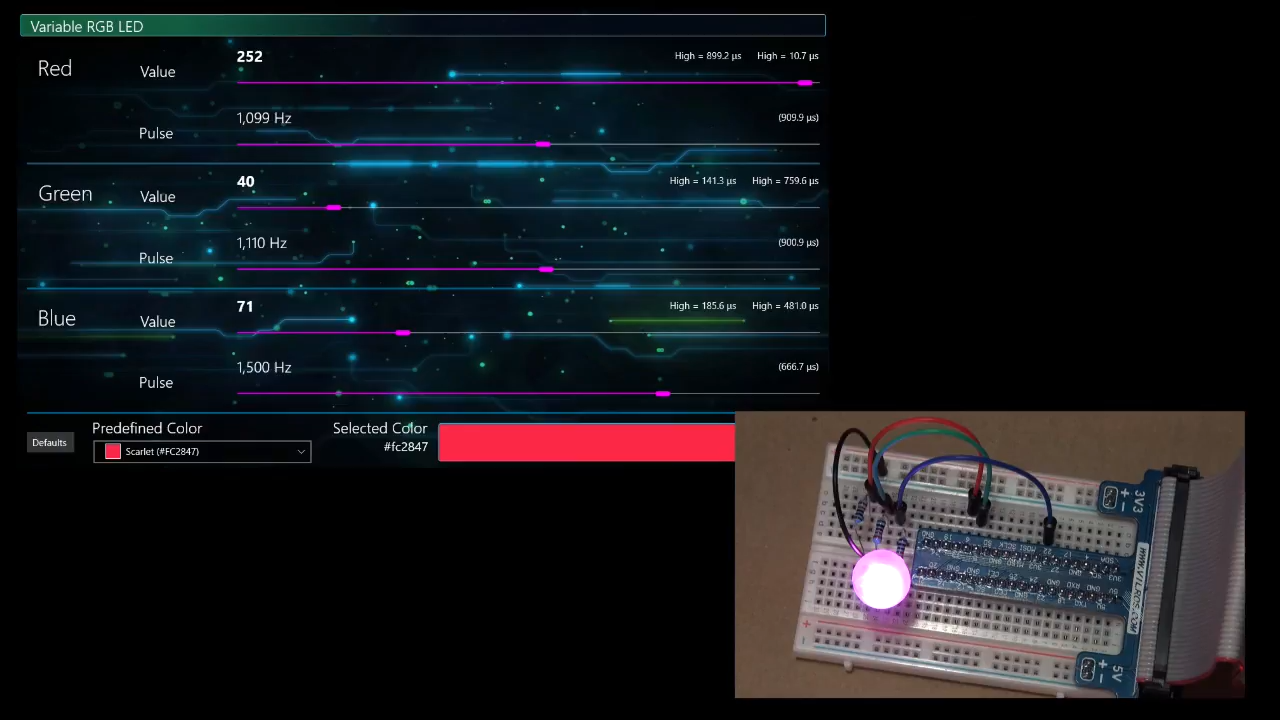 Variable RGB LED
Red
Value
252
High = 899.2 µs
High = 10.7 µs
Pulse
1,099 Hz
(909.9 µs)
Green
Value
40
High = 141.3 µs
High = 759.6 µs
Pulse
1,110 Hz
(900.9 µs)
Blue
Value
71
High = 185.6 µs
High = 481.0 µs
Pulse
1,500 Hz
(666.7 µs)
Defaults
Predefined Color
Scarlet (#FC2847)
Selected Color
#fc2847
3V3
+ -
WWW.VILROS.COM
5V
+ -